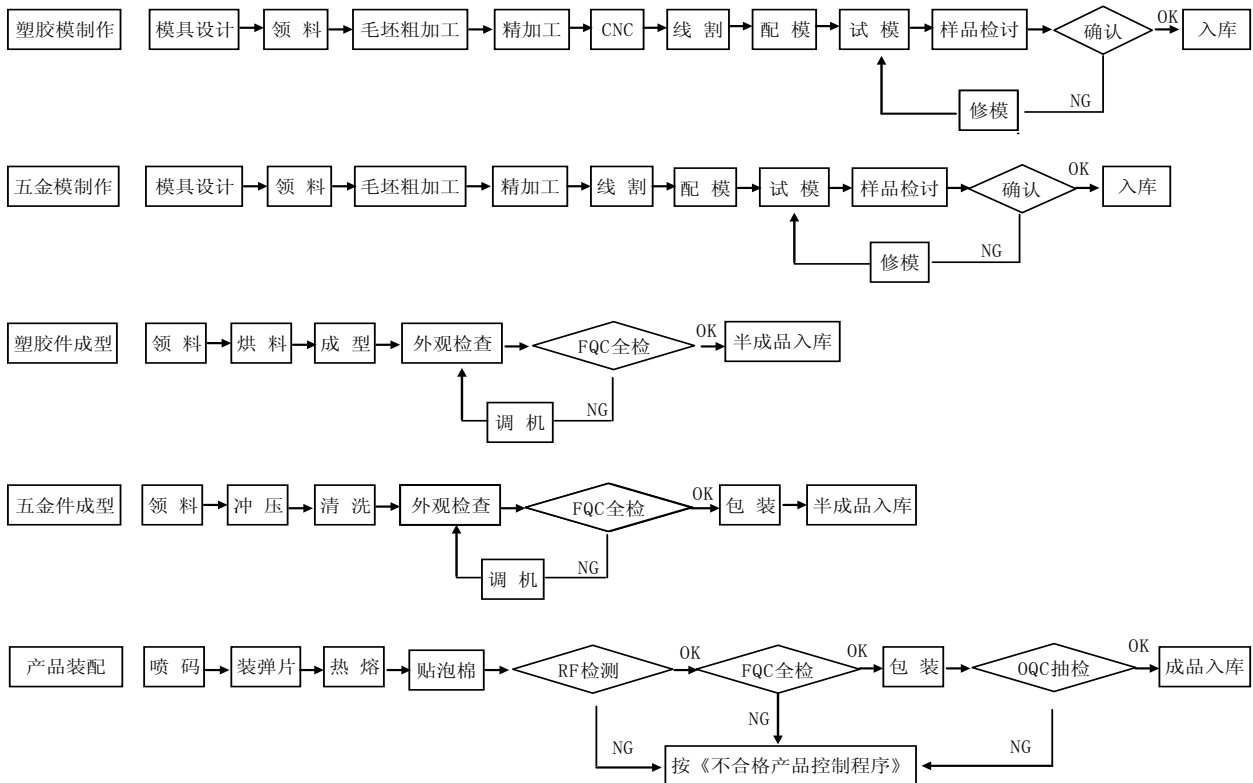 塑胶模制作 模具设计 领 料 毛坯粗加工 精加工 CNC 线 割 配 模 试 模 样品检讨 确认 OK 入库
修模 NG
五金模制作 模具设计 领 料 毛坯粗加工 精加工 线 割 配 模 试 模 样品检讨 确认 OK 入库
修模 NG
塑胶件成型 领 料 烘 料 成 型 外观检查 FQC全检 OK 半成品入库
调 机 NG
五金件成型 领 料 冲 压 清 洗 外观检查 FQC全检 OK 包 装 半成品入库
调 机 NG
产品装配 喷 码 装弹片 热 熔 贴泡棉 RF检测 OK FQC全检 OK 包 装 OQC抽检 OK 成品入库
NG NG NG
按《不合格产品控制程序》